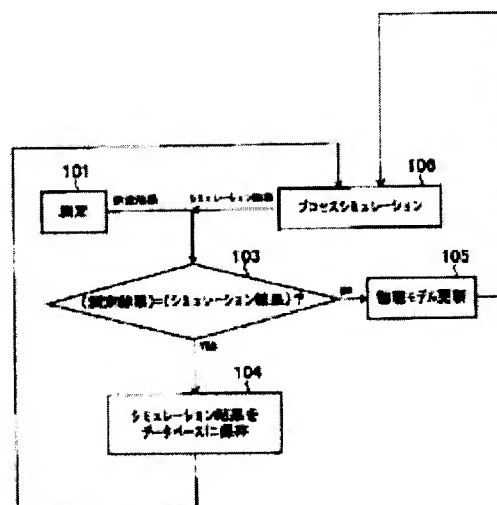 106
101
測定
測定結果
シミュレーション結果
プロセスシミュレーション
103
(測定結果)=(シミュレーション結果)?
NO
105
物理モデル更新
YES
104
シミュレーション結果を
データベースに保存